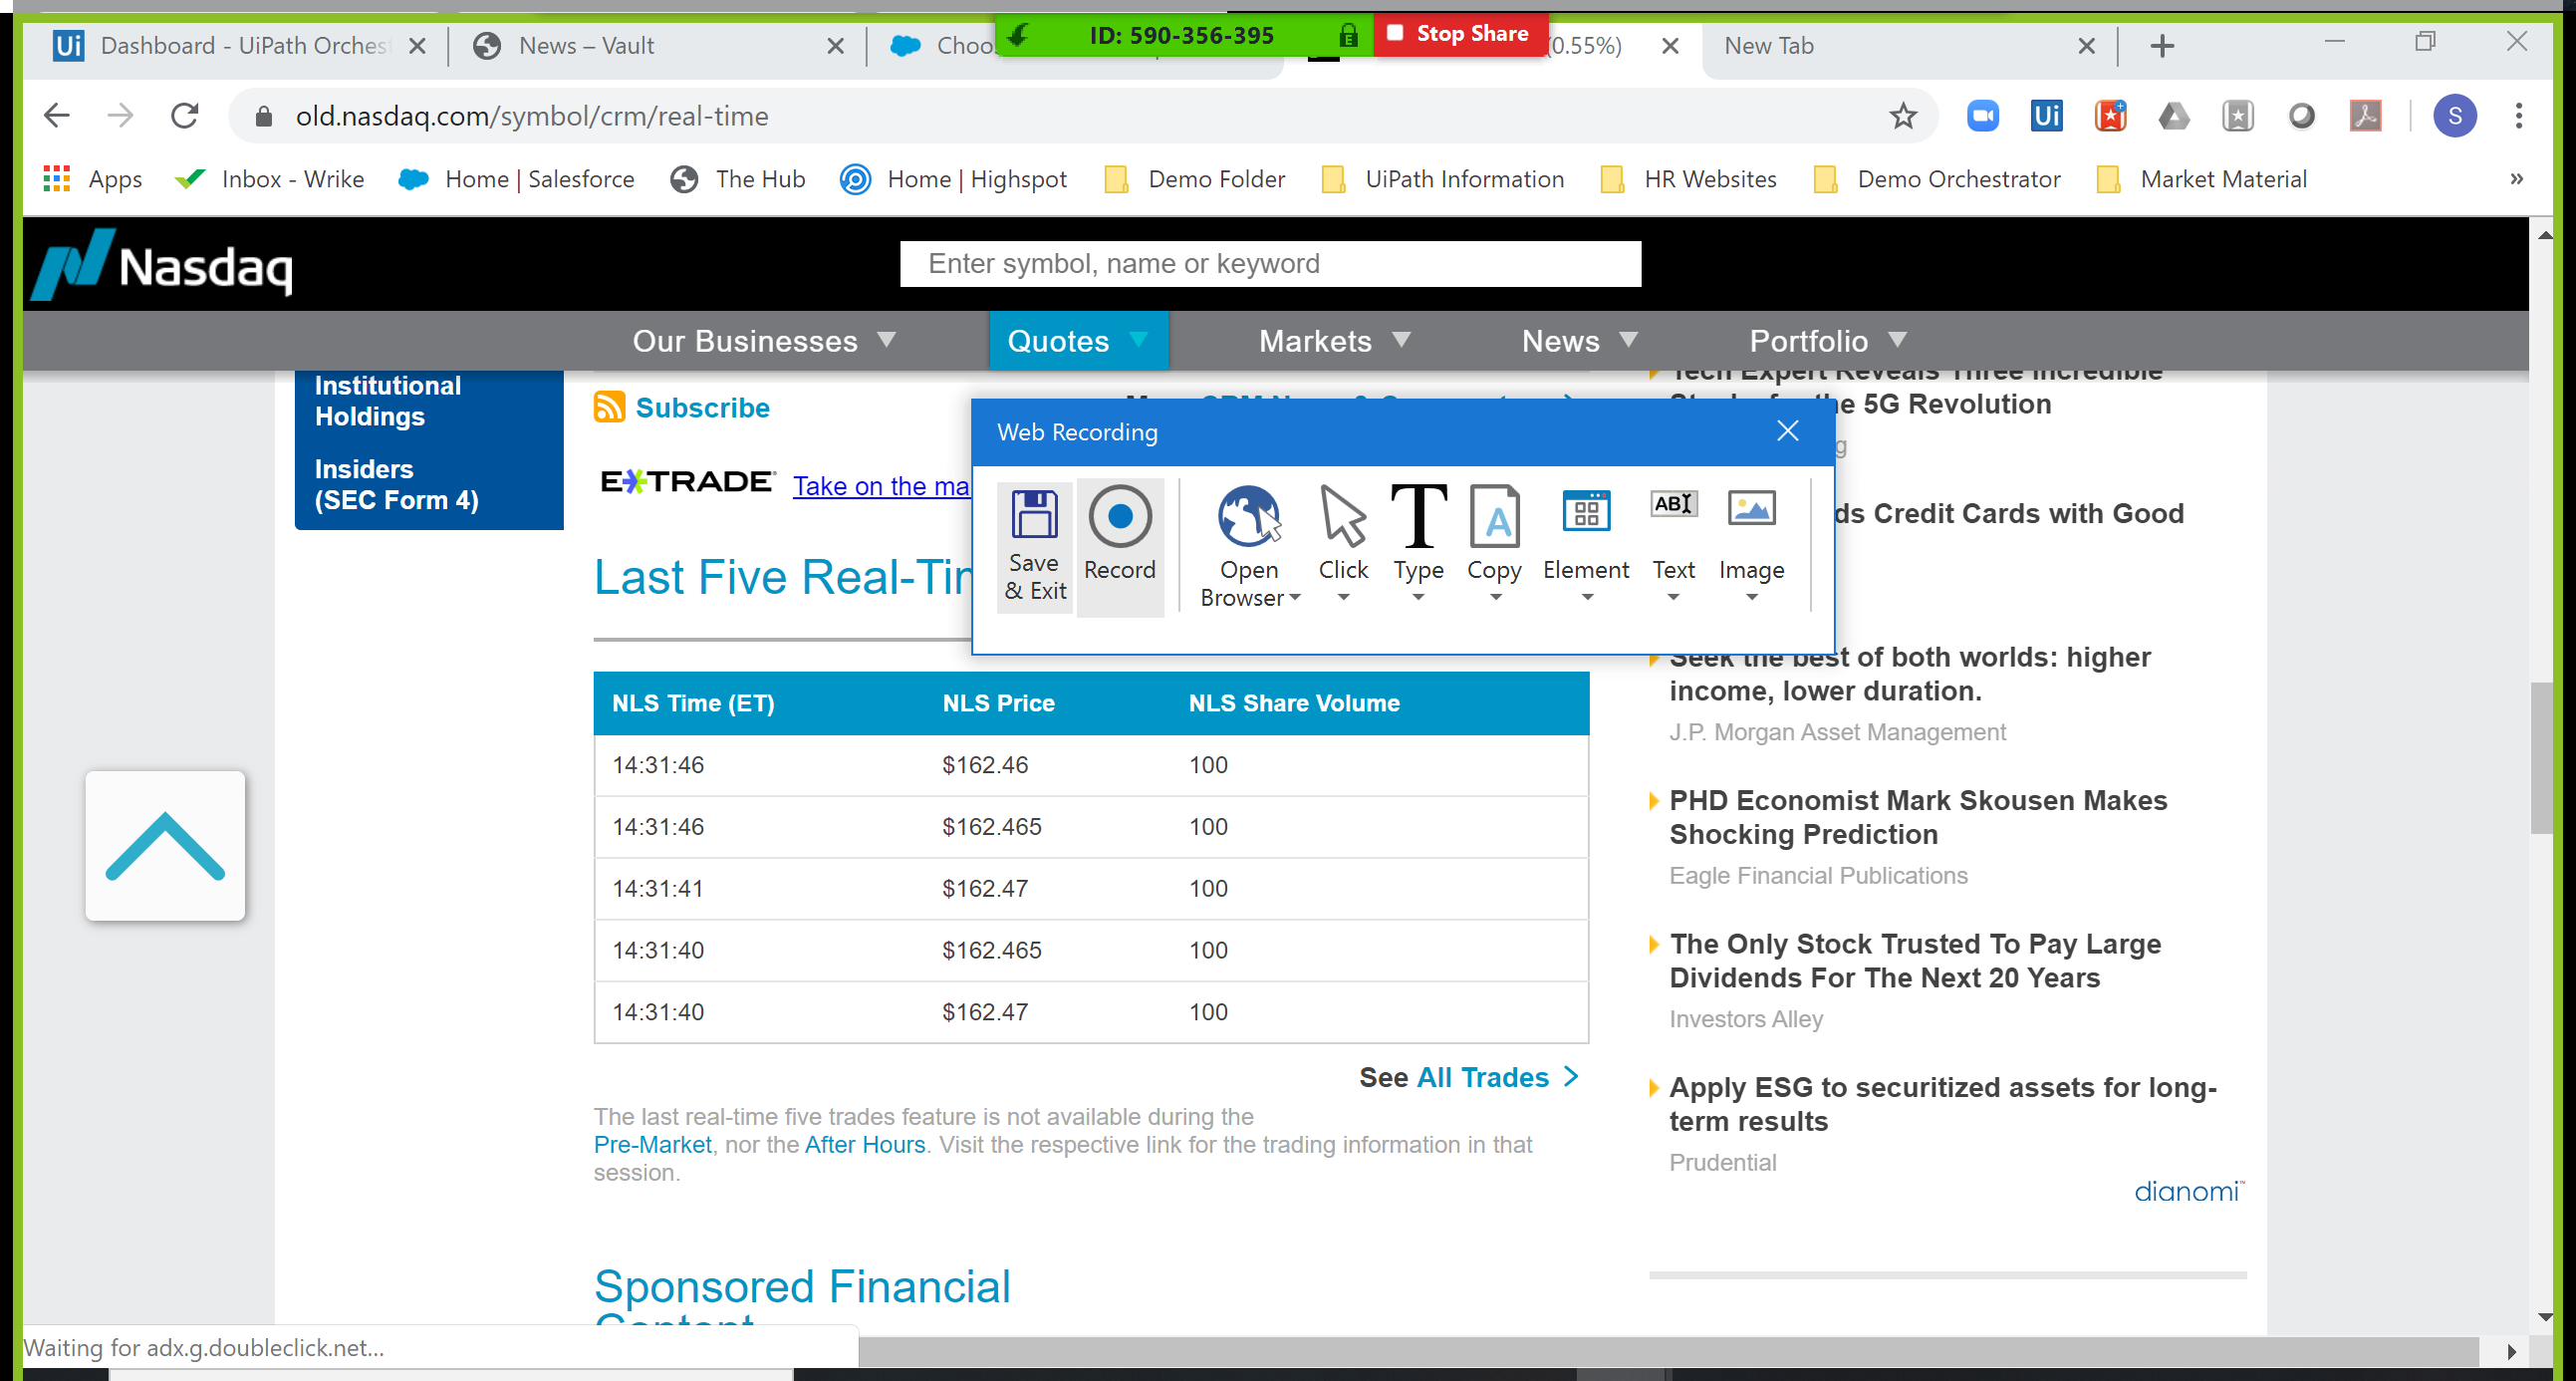 Dashboard - UiPath Orches
News – Vault
Choo
ID: 590-356-395
Stop Share
(0.55%)
New Tab
old.nasdaq.com/symbol/crm/real-time
S
Apps
Inbox - Wrike
Home | Salesforce
The Hub
Home | Highspot
Demo Folder
UiPath Information
HR Websites
Demo Orchestrator
Market Material
»
Nasdaq
Enter symbol, name or keyword
Our Businesses
Quotes
Markets
News
Portfolio
Institutional
Holdings
Insiders
(SEC Form 4)
Subscribe
E*TRADE
Take on the ma
Last Five Real-Tim
Web Recording
Save
& Exit
Record
Open
Browser
Click
Type
Copy
Element
Text
Image
NLS Time (ET) NLS Price NLS Share Volume
14:31:46 $162.46 100
14:31:46 $162.465 100
14:31:41 $162.47 100
14:31:40 $162.465 100
14:31:40 $162.47 100
See All Trades >
The last real-time five trades feature is not available during the
Pre-Market, nor the After Hours. Visit the respective link for the trading information in that
session.
Sponsored Financial
Content
Tech Expert Reveals Three Incredible
the 5G Revolution
g
ds Credit Cards with Good
Seek the best of both worlds: higher
income, lower duration.
J.P. Morgan Asset Management
PHD Economist Mark Skousen Makes
Shocking Prediction
Eagle Financial Publications
The Only Stock Trusted To Pay Large
Dividends For The Next 20 Years
Investors Alley
Apply ESG to securitized assets for long-
term results
Prudential
dianomi™
Waiting for adx.g.doubleclick.net...